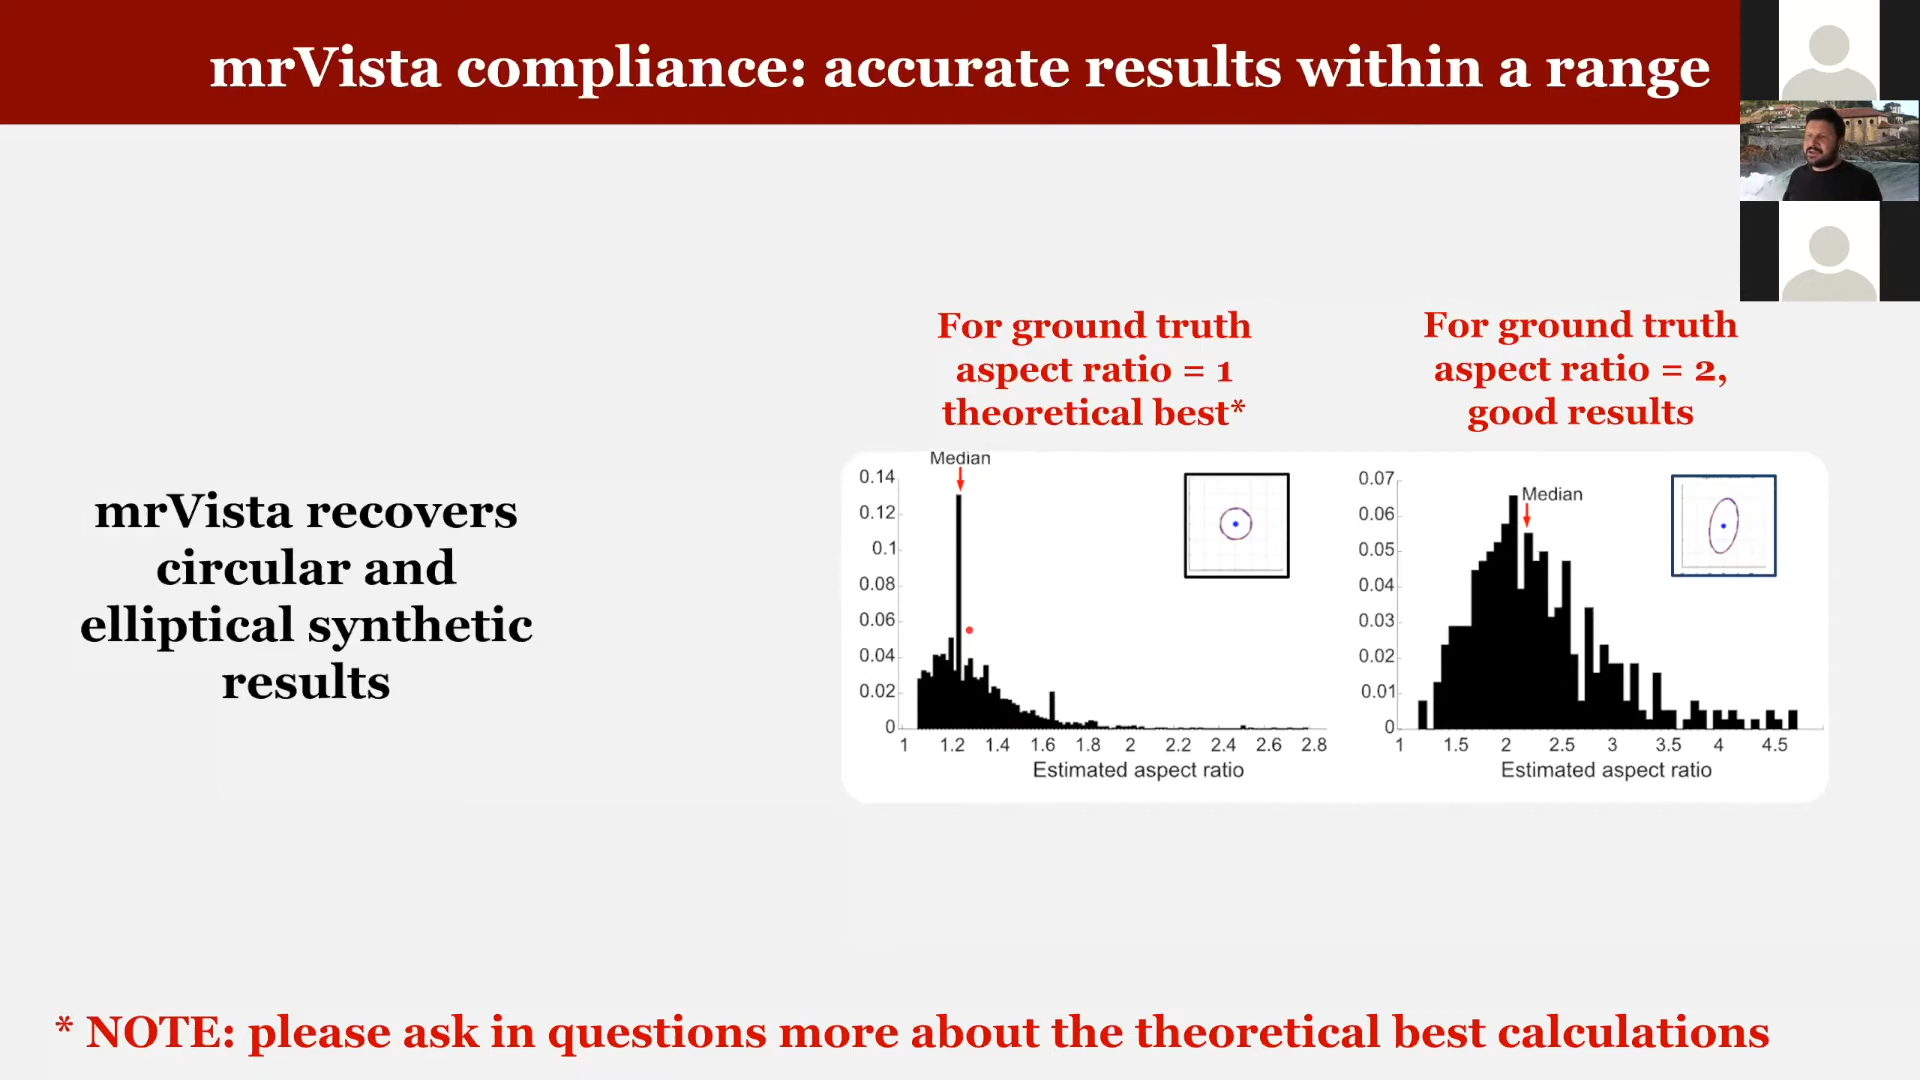 mrVista compliance: accurate results within a range
For ground truth
aspect ratio = 1
theoretical best*
For ground truth
aspect ratio = 2,
good results
mrVista recovers
circular and
elliptical synthetic
results
Median
0.14
0.12
0.1
0.08
0.06
0.04
0.02
0
1 1.2 1.4 1.6 1.8 2 2.2 2.4 2.6 2.8
Estimated aspect ratio
Median
0.07
0.06
0.05
0.04
0.03
0.02
0.01
0
1 1.5 2 2.5 3 3.5 4 4.5
Estimated aspect ratio
* NOTE: please ask in questions more about the theoretical best calculations